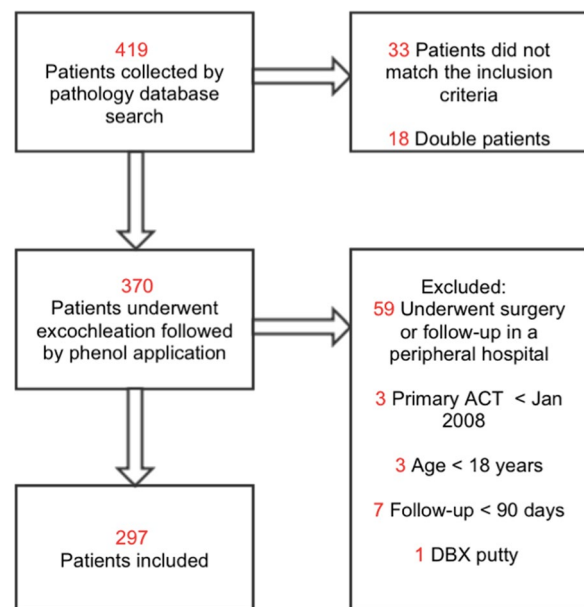 419
Patients collected by
pathology database
search
33 Patients did not
match the inclusion
criteria
18 Double patients
370
Patients underwent
excochleation followed
by phenol application
Excluded:
59 Underwent surgery
or follow-up in a
peripheral hospital
3 Primary ACT < Jan
2008
3 Age < 18 years
7 Follow-up < 90 days
1 DBX putty
297
Patients included